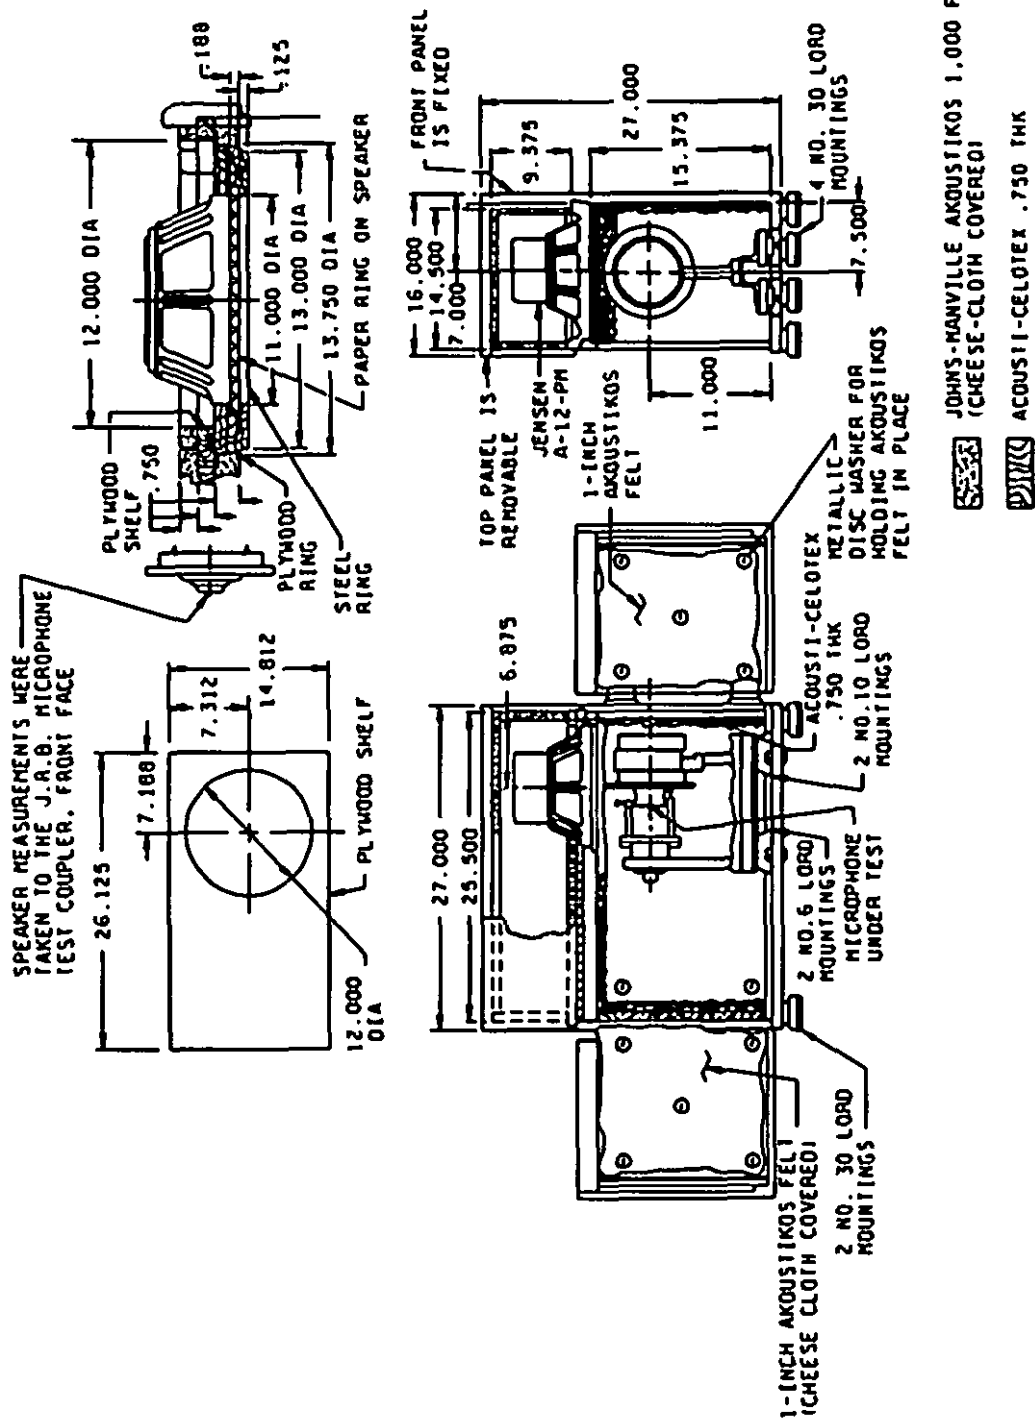 SPEAKER MEASUREMENTS WERE
TAKEN TO THE J.R.B. MICROPHONE
TEST COUPLER, FRONT FACE
26.125
7.188
7.312
14.812
12.000
DIA
PLYWOOD SHELF
PLYWOOD
SHELF
.750
12.000 DIA
.188
.125
PLYWOOD
RING
STEEL
RING
11.000 DIA
13.000 DIA
13.750 DIA
PAPER RING ON SPEAKER
27.000
25.500
6.875
1-INCH AKOUSTIKOS FELT
(CHEESE CLOTH COVERED)
2 NO. 30 LORD
MOUNTINGS
2 NO.6 LORD
MOUNTINGS
MICROPHONE
UNDER TEST
2 NO.10 LORD
MOUNTINGS
ACOUSTI-CELOTEX
.750 THK
METALLIC
DISC WASHER FOR
HOLDING AKOUSTIKOS
FELT IN PLACE
1-INCH
AKOUSTIKOS
FELT
TOP PANEL IS
REMOVABLE
JENSEN
A-12-PM
FRONT PANEL
IS FIXED
16.000
14.500
7.000
9.375
27.000
15.375
11.000
7.500
4 NO. 30 LORD
MOUNTINGS
JOHNS-MANVILLE AKOUSTIKOS 1.000 F
(CHEESE-CLOTH COVERED)
ACOUSTI-CELOTEX .750 THK